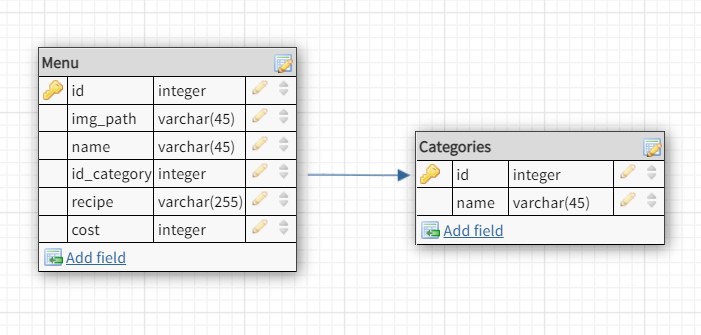 Menu
id integer
img_path varchar(45)
name varchar(45)
id_category integer
recipe varchar(255)
cost integer
Add field
Categories
id integer
name varchar(45)
Add field